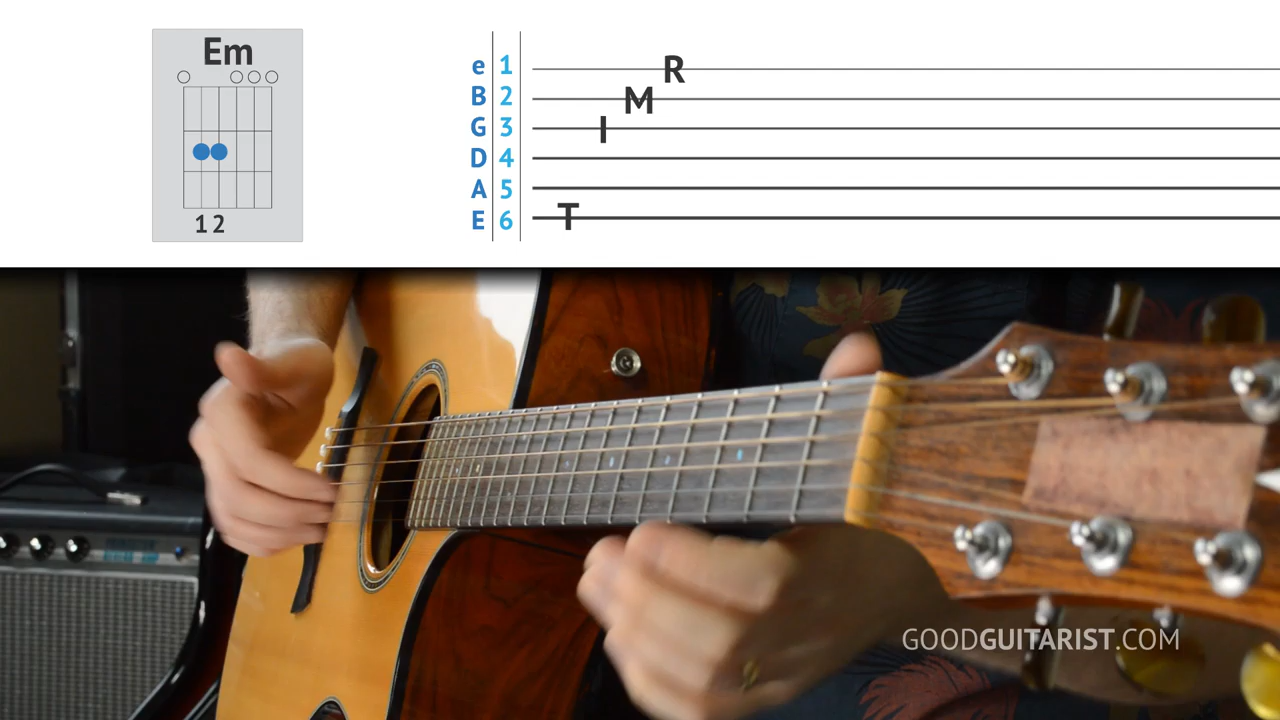 Em
1 2
e 1 R
B 2 M
G 3 I
D 4
A 5
E 6 T
GOODGUITARIST.COM